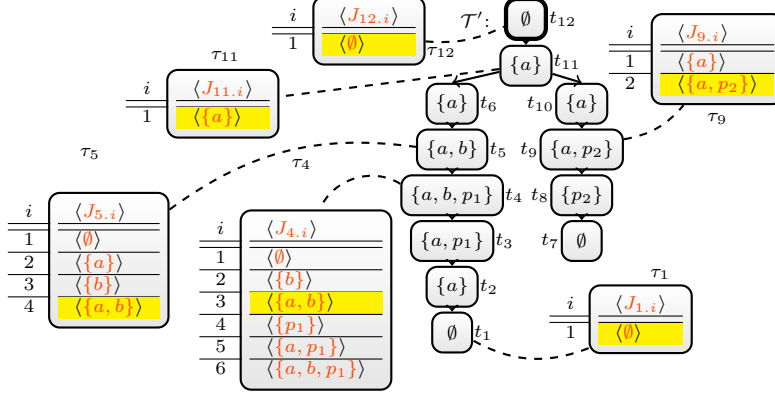 i ⟨J₁₂.ᵢ⟩
1 ⟨∅⟩
τ₁₂
𝒯′: ∅ t₁₂
{a} t₁₁
{a} t₆
t₁₀ {a}
{a, b} t₅
t₉ {a, p₂}
{a, b, p₁} t₄
t₈ {p₂}
{a, p₁} t₃
t₇ ∅
{a} t₂
∅ t₁
i ⟨J₉.ᵢ⟩
1 ⟨{a}⟩
2 ⟨{a, p₂}⟩
τ₉
τ₁₁
i ⟨J₁₁.ᵢ⟩
1 ⟨{a}⟩
τ₅
i ⟨J₅.ᵢ⟩
1 ⟨∅⟩
2 ⟨{a}⟩
3 ⟨{b}⟩
4 ⟨{a, b}⟩
τ₄
i ⟨J₄.ᵢ⟩
1 ⟨∅⟩
2 ⟨{b}⟩
3 ⟨{a, b}⟩
4 ⟨{p₁}⟩
5 ⟨{a, p₁}⟩
6 ⟨{a, b, p₁}⟩
τ₁
i ⟨J₁.ᵢ⟩
1 ⟨∅⟩